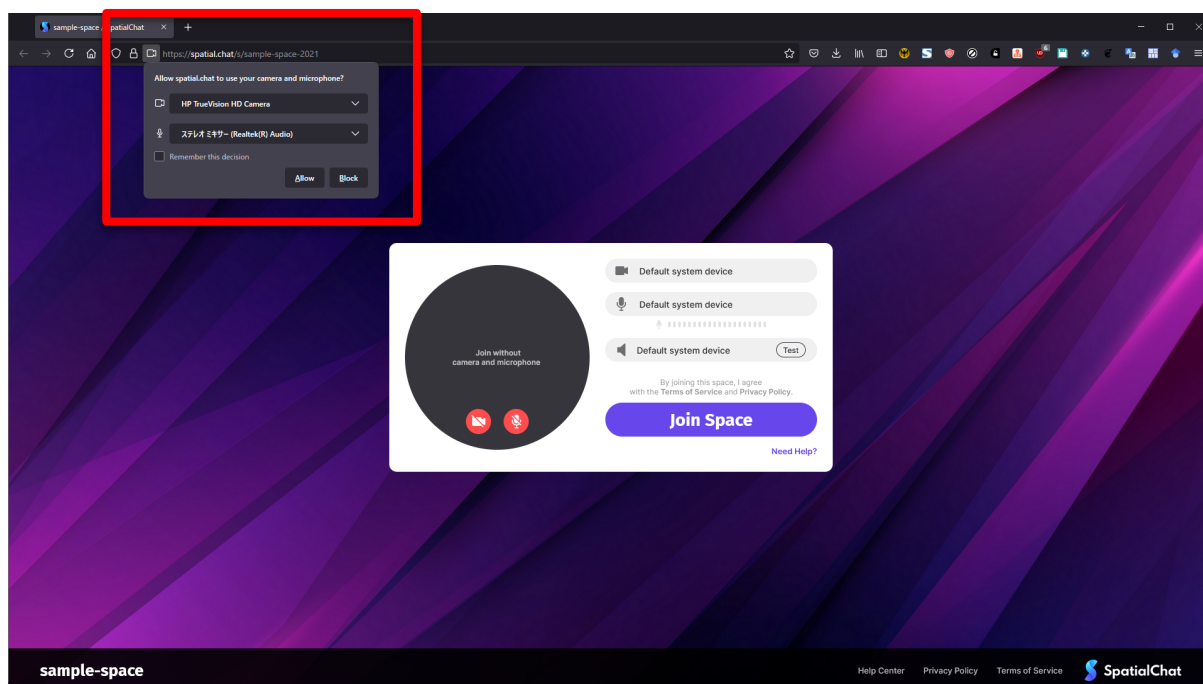 sample-space / SpatialChat
https://spatial.chat/s/sample-space-2021
Allow spatial.chat to use your camera and microphone?
HP TrueVision HD Camera
ステレオ ミキサー (Realtek(R) Audio)
Remember this decision
Allow Block
Default system device
Default system device
Join without
camera and microphone
Default system device Test
By joining this space, I agree
with the Terms of Service and Privacy Policy.
Join Space
Need Help?
sample-space
Help Center Privacy Policy Terms of Service SpatialChat